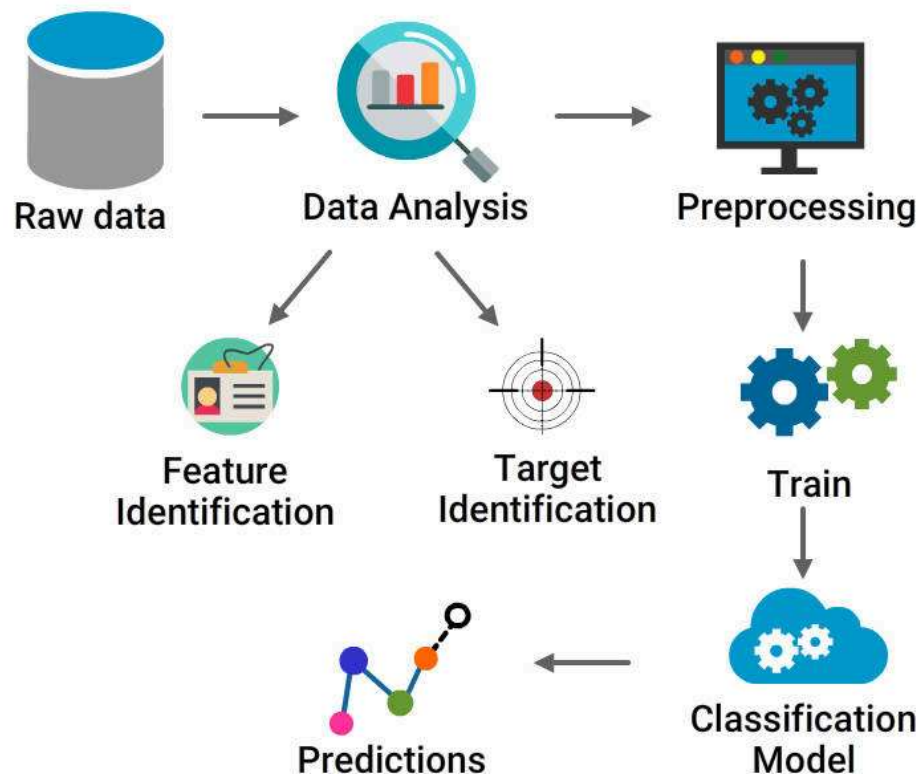 Raw data
Data Analysis
Preprocessing
Feature
Identification
Target
Identification
Train
Classification
Model
Predictions